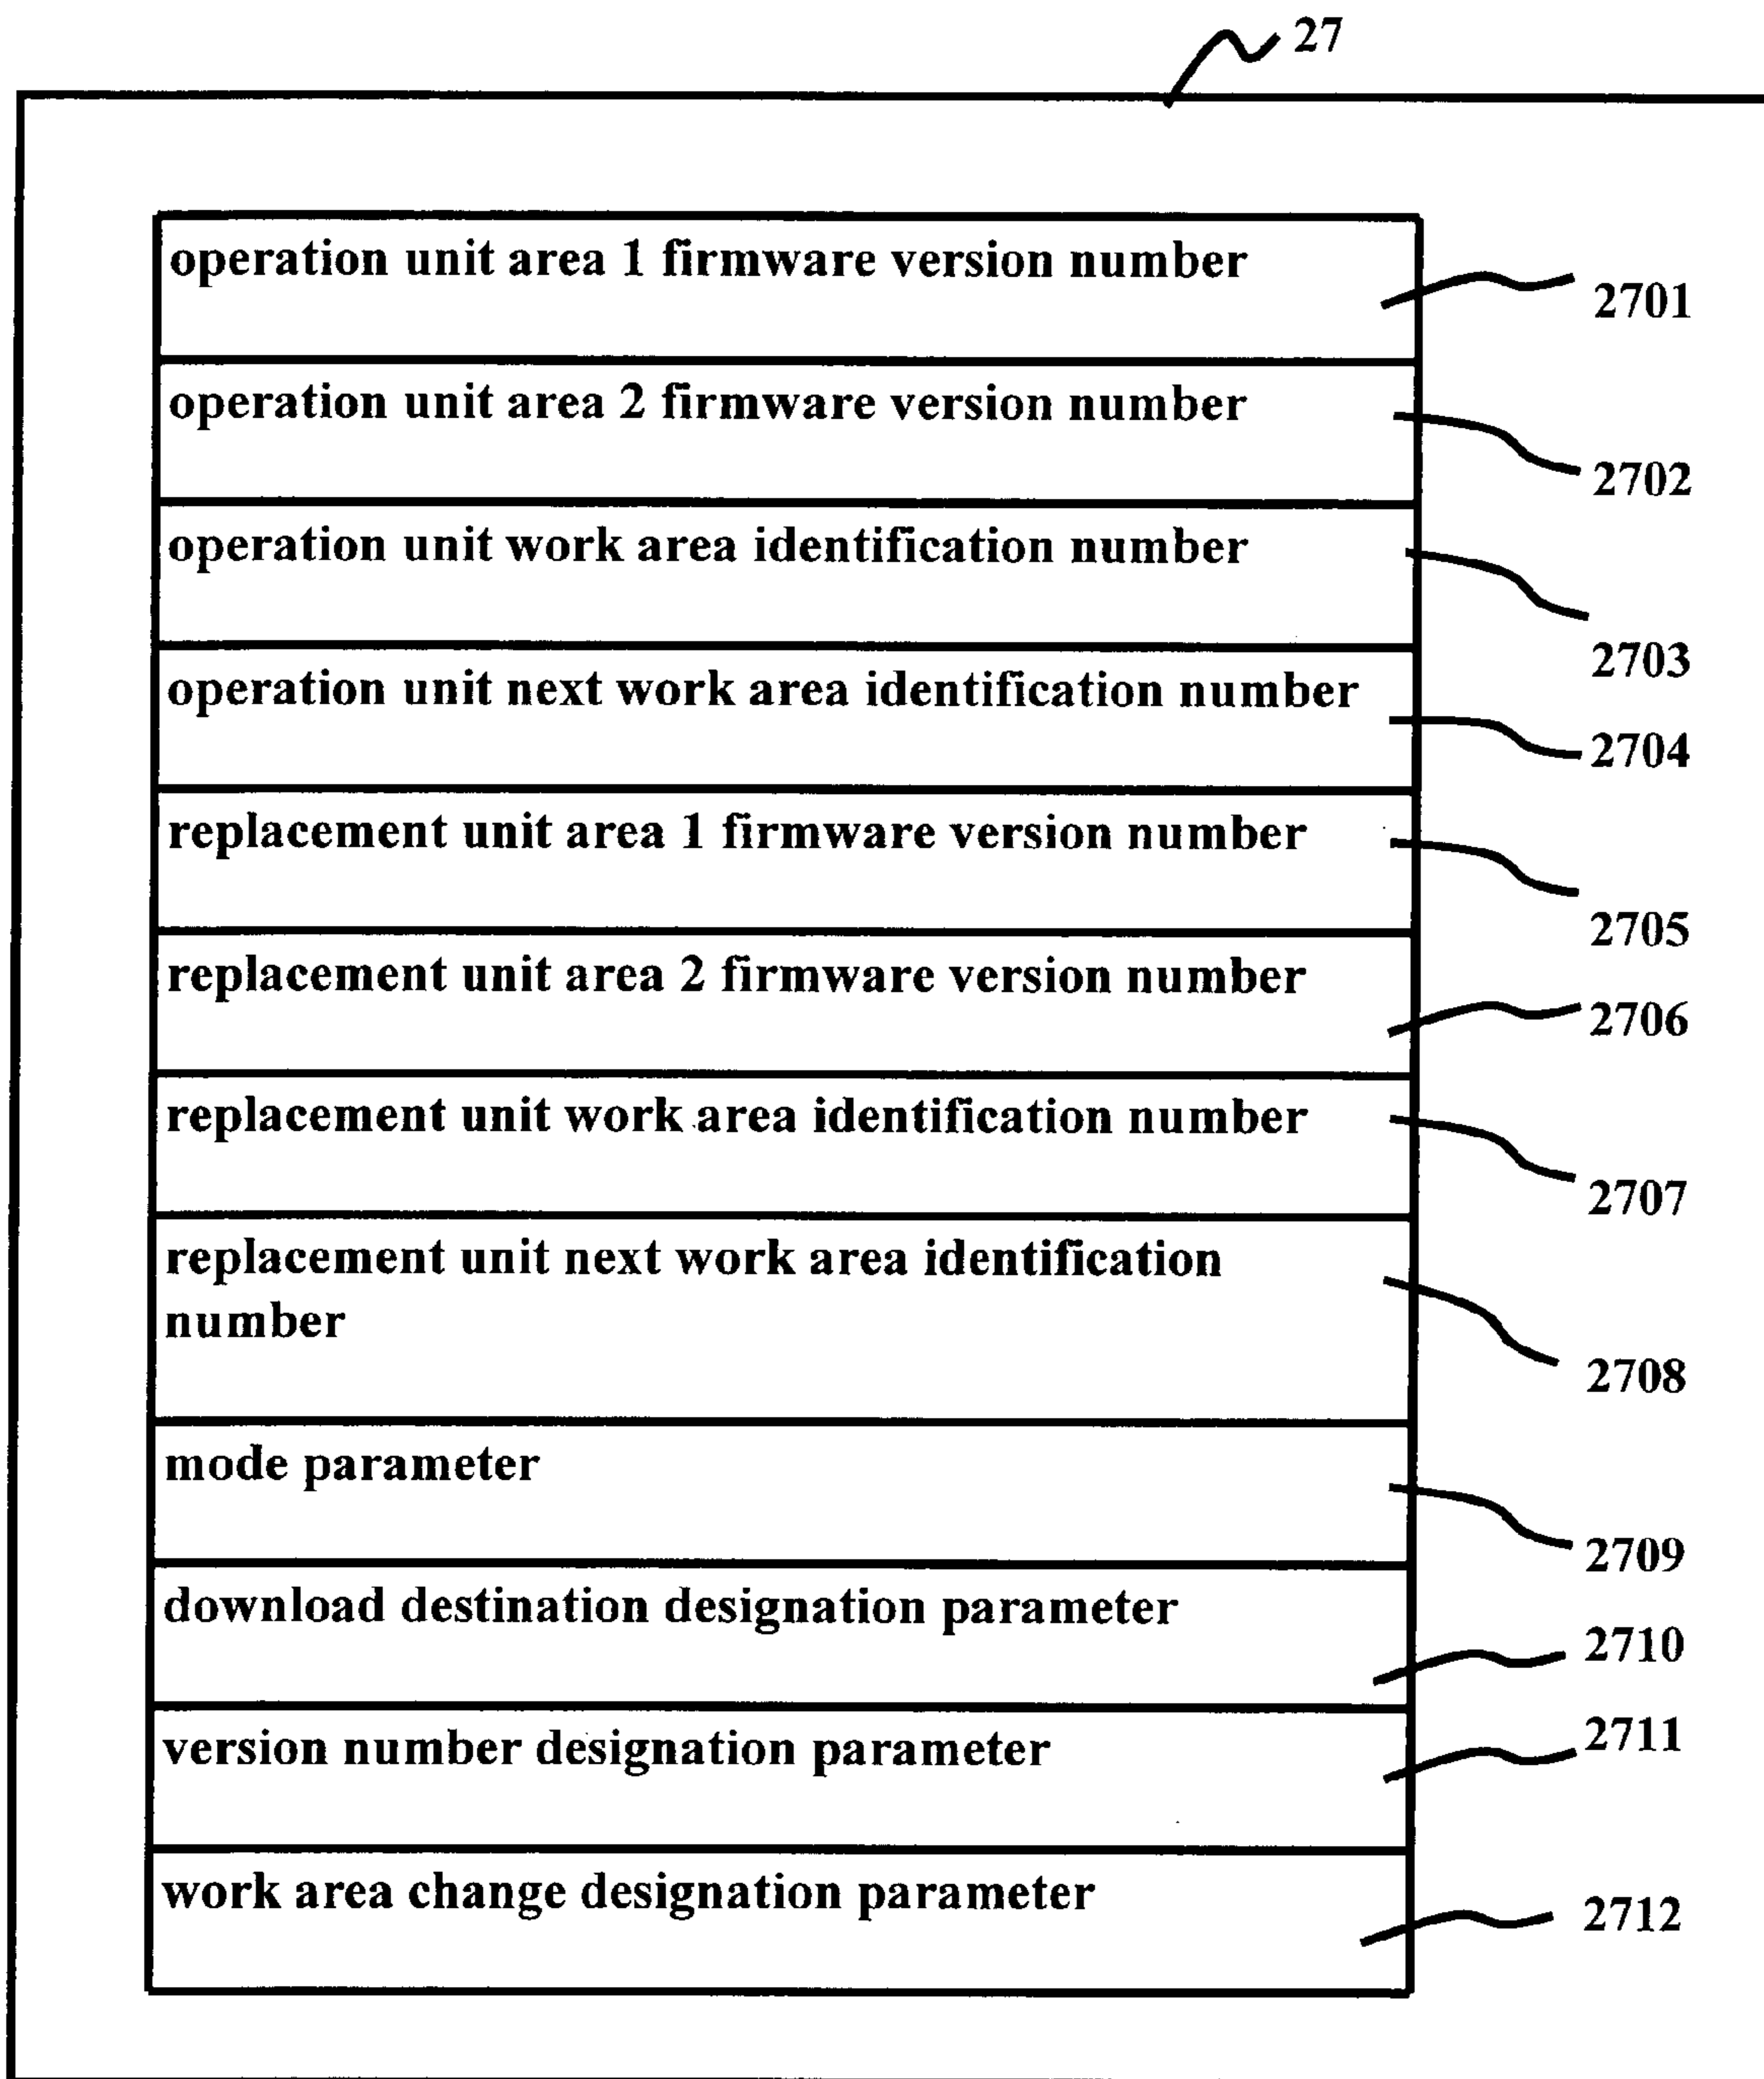 27
operation unit area 1 firmware version number
2701
operation unit area 2 firmware version number
2702
operation unit work area identification number
2703
operation unit next work area identification number
2704
replacement unit area 1 firmware version number
2705
replacement unit area 2 firmware version number
2706
replacement unit work area identification number
2707
replacement unit next work area identification
number
2708
mode parameter
2709
download destination designation parameter
2710
version number designation parameter
2711
work area change designation parameter
2712